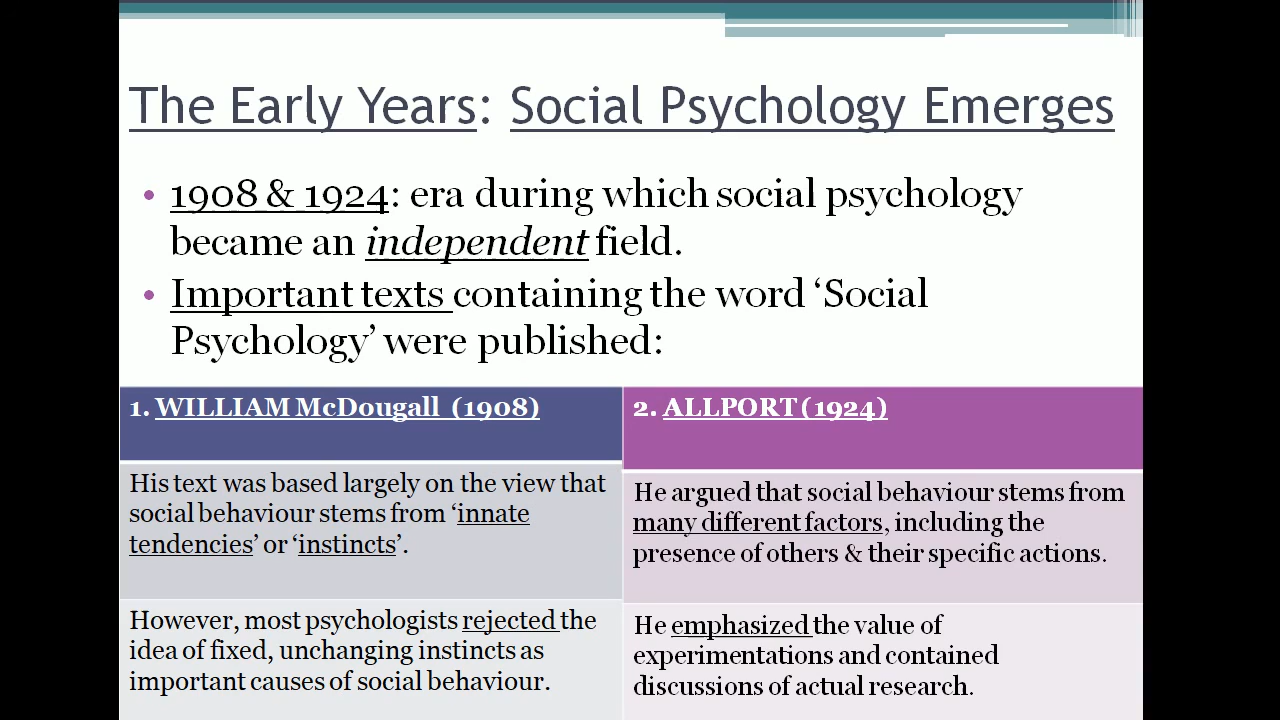 The Early Years: Social Psychology Emerges
• 1908 & 1924: era during which social psychology
became an independent field.
• Important texts containing the word ‘Social
Psychology’ were published:
1. WILLIAM McDougall (1908)
His text was based largely on the view that
social behaviour stems from ‘innate
tendencies’ or ‘instincts’.
However, most psychologists rejected the
idea of fixed, unchanging instincts as
important causes of social behaviour.
2. ALLPORT (1924)
He argued that social behaviour stems from
many different factors, including the
presence of others & their specific actions.
He emphasized the value of
experimentations and contained
discussions of actual research.